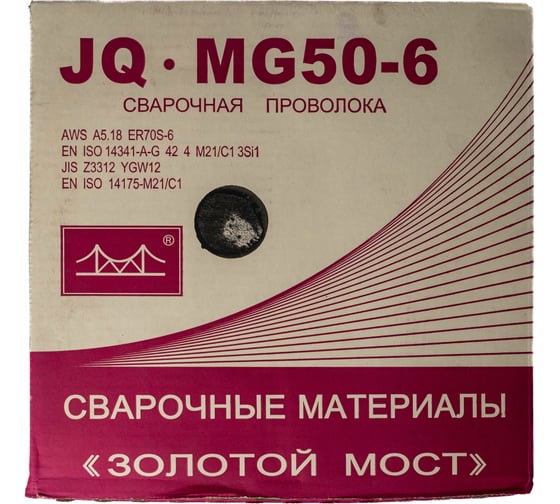 JQ · MG50-6
СВАРОЧНАЯ ПРОВОЛОКА
AWS A5.18 ER70S-6
EN ISO 14341-A-G 42 4 M21/C1 3Si1
JIS Z3312 YGW12
EN ISO 14175-M21/C1
®
СВАРОЧНЫЕ МАТЕРИАЛЫ
«ЗОЛОТОЙ МОСТ»